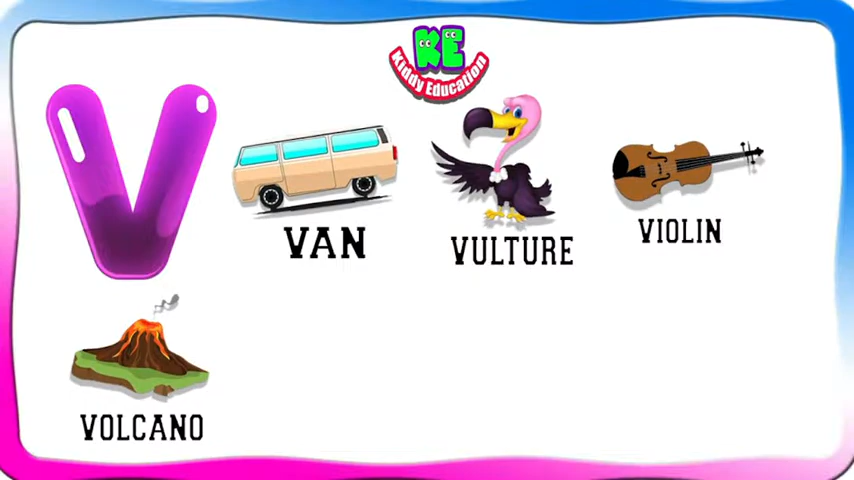 KE
Kiddy Education
V
VAN
VULTURE
VIOLIN
VOLCANO